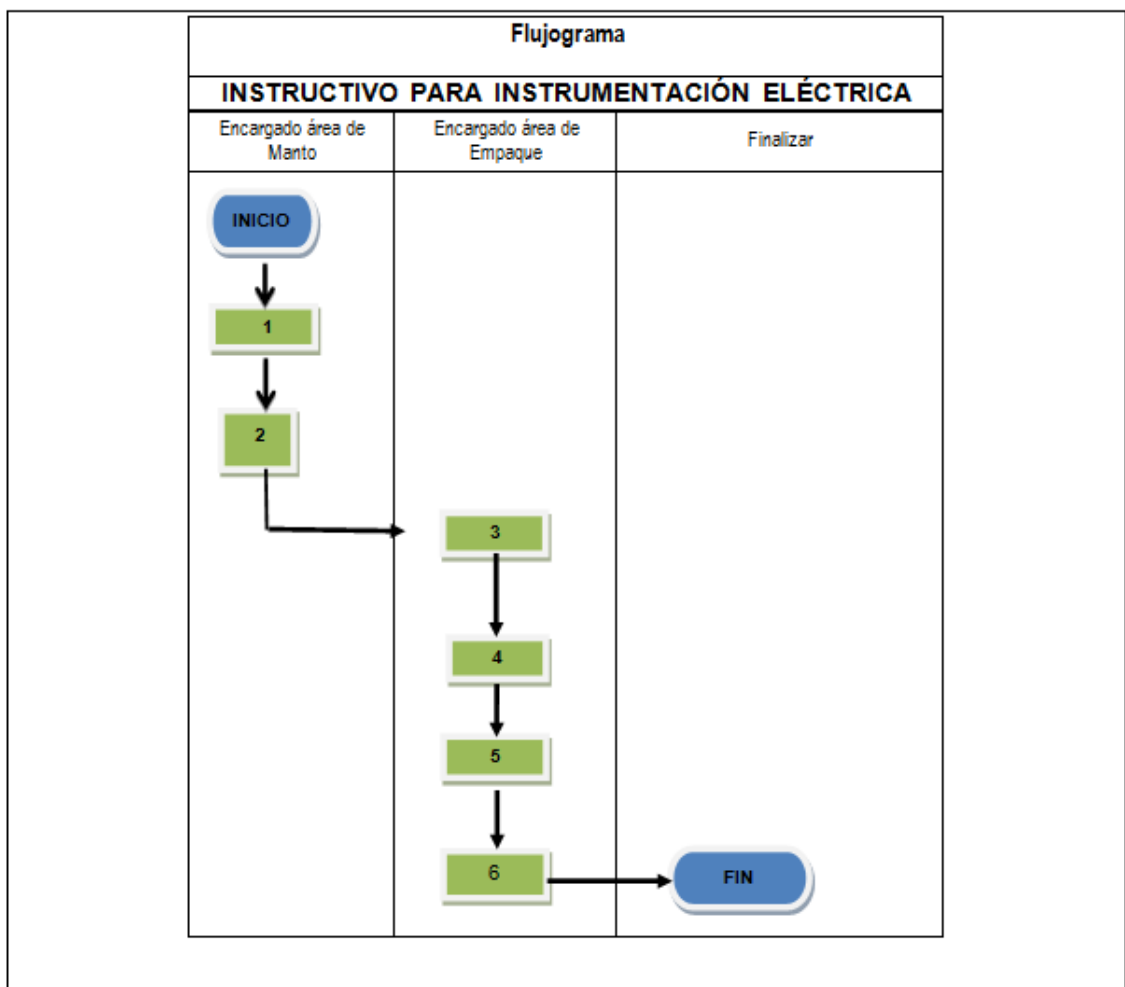 Flujograma
INSTRUCTIVO PARA INSTRUMENTACIÓN ELÉCTRICA
Encargado área de
Manto
Encargado área de
Empaque
Finalizar
INICIO
1
2
3
4
5
6
FIN